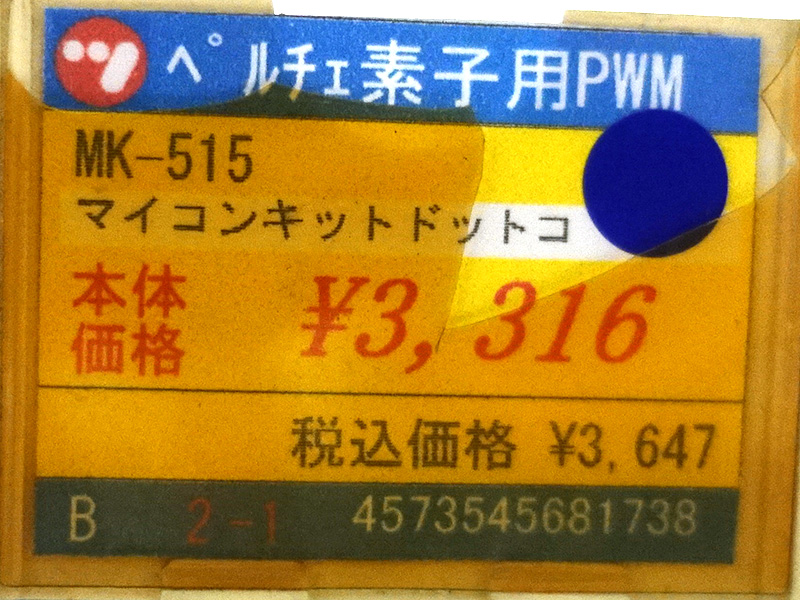 ペルチェ素子用PWM
MK-515
マイコンキットドットコ
本体価格 ¥3,316
税込価格 ¥3,647
B 2-1 4573545681738